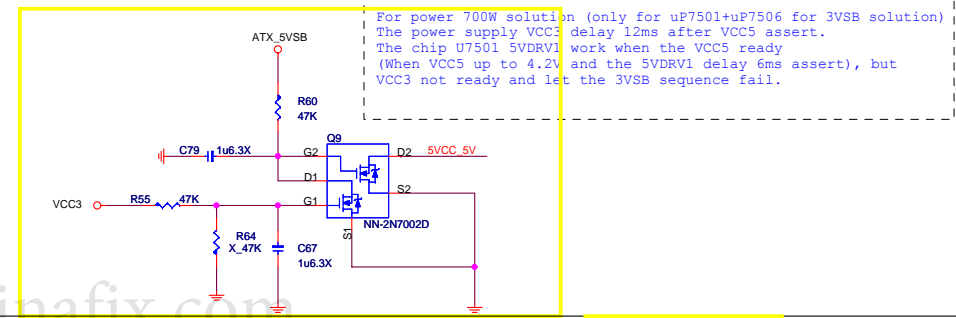 For power 700W solution (only for uP7501+uP7506 for 3VSB solution)
The power supply VCC3 delay 12ms after VCC5 assert.
The chip U7501 5VDRV1 work when the VCC5 ready
(When VCC5 up to 4.2V and the 5VDRV1 delay 6ms assert), but
VCC3 not ready and let the 3VSB sequence fail.
ATX_5VSB
R60
47K
Q9
C79
1u6.3X
G2
D2
5VCC_5V
D1
S2
VCC3
R55
47K
G1
NN-2N7002D
S1
R64
X_47K
C67
1u6.3X
inafix.com